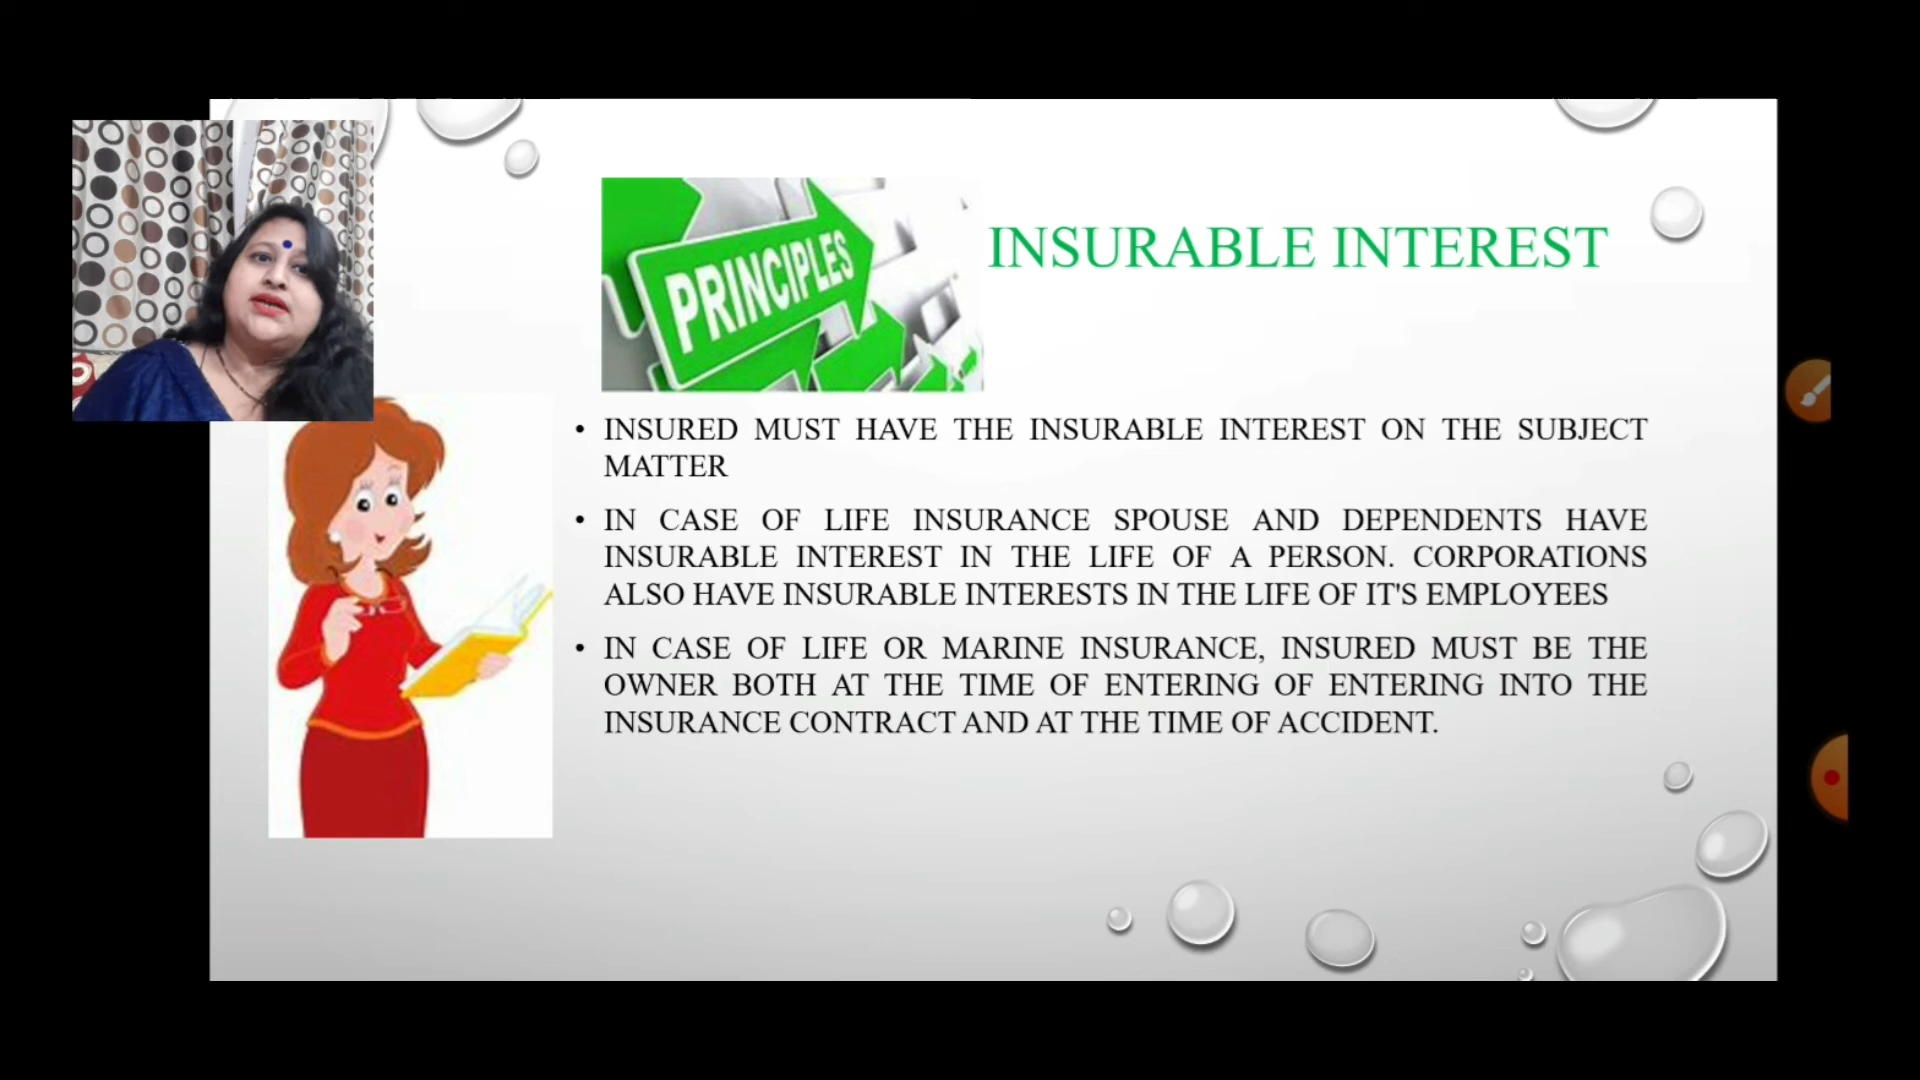 PRINCIPLES
INSURABLE INTEREST
• INSURED MUST HAVE THE INSURABLE INTEREST ON THE SUBJECT
MATTER
• IN CASE OF LIFE INSURANCE SPOUSE AND DEPENDENTS HAVE
INSURABLE INTEREST IN THE LIFE OF A PERSON. CORPORATIONS
ALSO HAVE INSURABLE INTERESTS IN THE LIFE OF IT'S EMPLOYEES
• IN CASE OF LIFE OR MARINE INSURANCE, INSURED MUST BE THE
OWNER BOTH AT THE TIME OF ENTERING OF ENTERING INTO THE
INSURANCE CONTRACT AND AT THE TIME OF ACCIDENT.